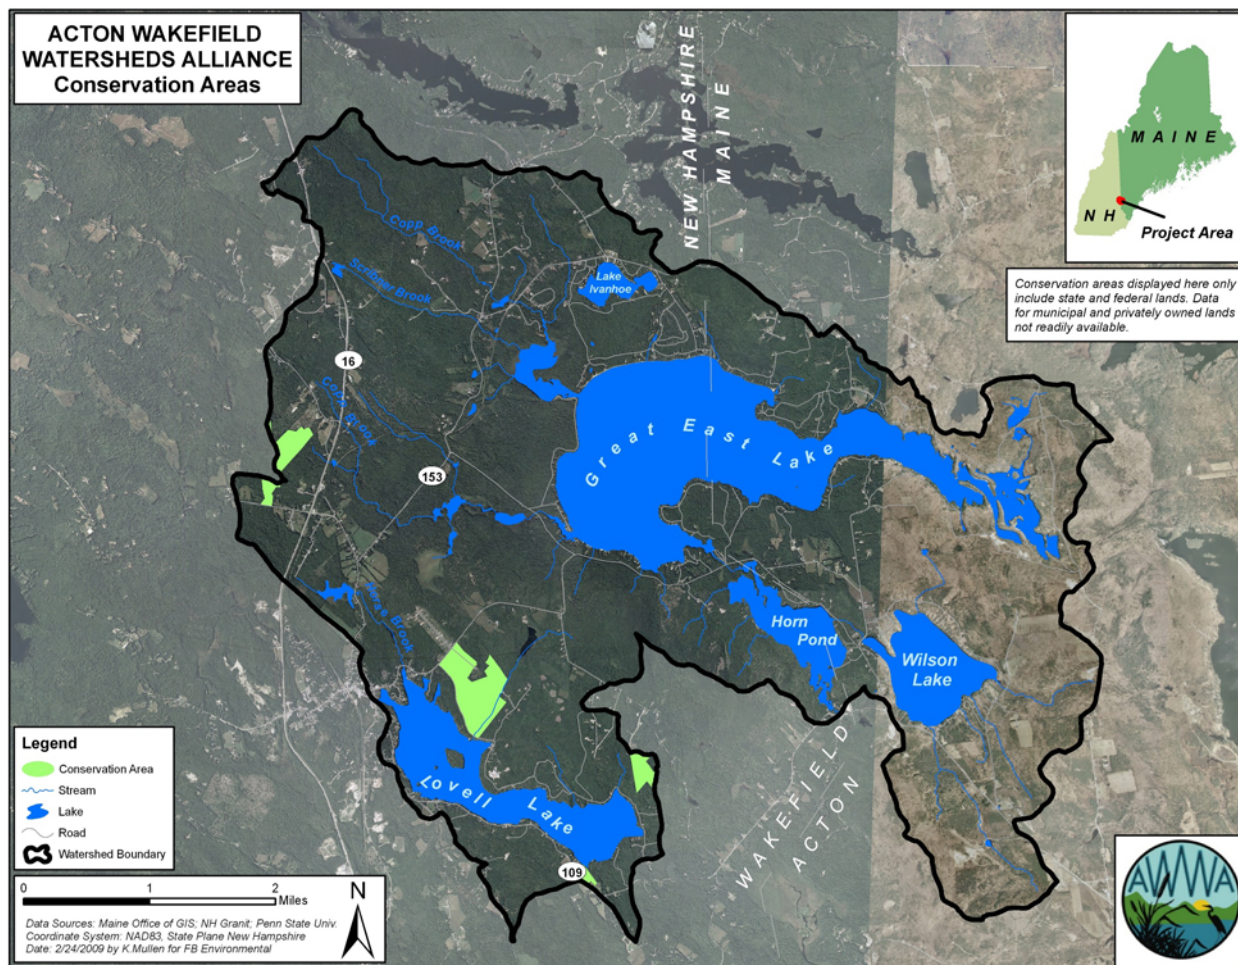 ACTON WAKEFIELD
WATERSHEDS ALLIANCE
Conservation Areas
NEW HAMPSHIRE
MAINE
MAINE
NH
Project Area
Conservation areas displayed here only
include state and federal lands. Data
for municipal and privately owned lands
not readily available.
Copp Brook
Scribner Brook
Lake
Ivanhoe
16
Copp Brook
153
Great East Lake
Horn
Pond
Wilson
Lake
Lovell Lake
109
WAKEFIELD
ACTON
Legend
Conservation Area
Stream
Lake
Road
Watershed Boundary
0 1 2
Miles
N
Data Sources: Maine Office of GIS; NH Granit; Penn State Univ.
Coordinate System: NAD83, State Plane New Hampshire
Date: 2/24/2009 by K.Mullen for FB Environmental
AWWA